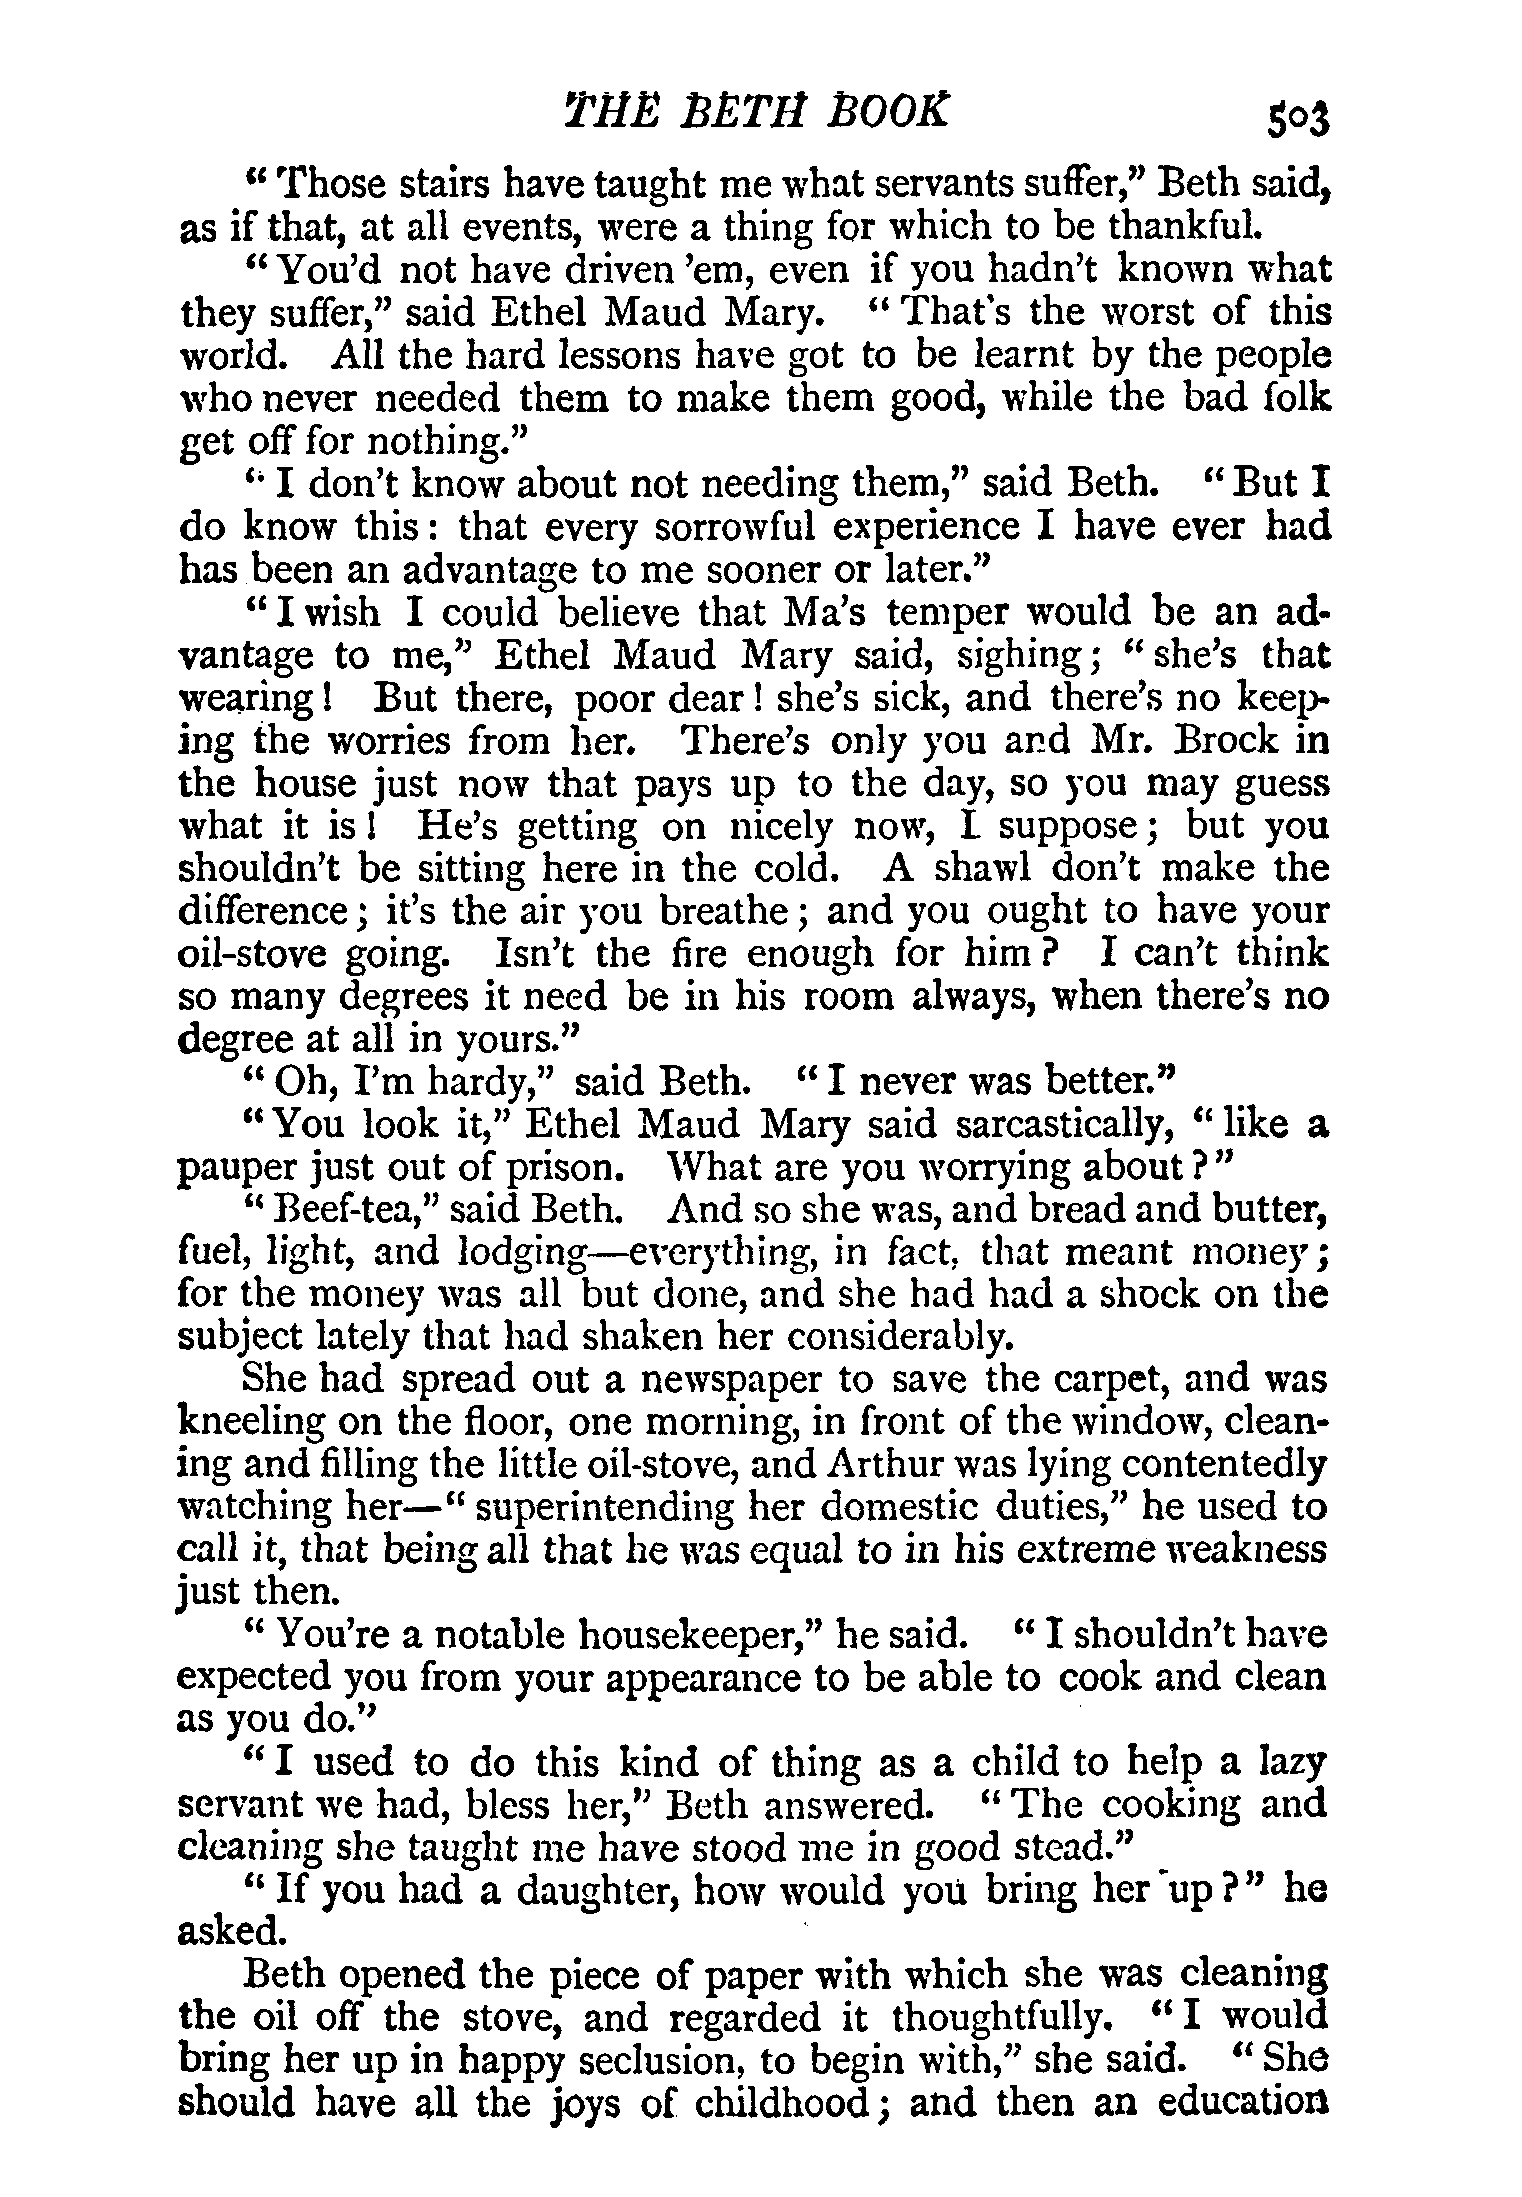 THE BETH BOOK 503
“Those stairs have taught me what servants suffer,” Beth said,
as if that, at all events, were a thing for which to be thankful.
“You’d not have driven ’em, even if you hadn’t known what
they suffer,” said Ethel Maud Mary. “That’s the worst of this
world. All the hard lessons have got to be learnt by the people
who never needed them to make them good, while the bad folk
get off for nothing.”
“I don’t know about not needing them,” said Beth. “But I
do know this: that every sorrowful experience I have ever had
has been an advantage to me sooner or later.”
“I wish I could believe that Ma’s temper would be an ad-
vantage to me,” Ethel Maud Mary said, sighing; “she’s that
wearing! But there, poor dear! she’s sick, and there’s no keep-
ing the worries from her. There’s only you and Mr. Brock in
the house just now that pays up to the day, so you may guess
what it is! He’s getting on nicely now, I suppose; but you
shouldn’t be sitting here in the cold. A shawl don’t make the
difference; it’s the air you breathe; and you ought to have your
oil-stove going. Isn’t the fire enough for him? I can’t think
so many degrees it need be in his room always, when there’s no
degree at all in yours.”
“Oh, I’m hardy,” said Beth. “I never was better.”
“You look it,” Ethel Maud Mary said sarcastically, “like a
pauper just out of prison. What are you worrying about?”
“Beef-tea,” said Beth. And so she was, and bread and butter,
fuel, light, and lodging—everything, in fact, that meant money;
for the money was all but done, and she had had a shock on the
subject lately that had shaken her considerably.
She had spread out a newspaper to save the carpet, and was
kneeling on the floor, one morning, in front of the window, clean-
ing and filling the little oil-stove, and Arthur was lying contentedly
watching her—“superintending her domestic duties,” he used to
call it, that being all that he was equal to in his extreme weakness
just then.
“You’re a notable housekeeper,” he said. “I shouldn’t have
expected you from your appearance to be able to cook and clean
as you do.”
“I used to do this kind of thing as a child to help a lazy
servant we had, bless her,” Beth answered. “The cooking and
cleaning she taught me have stood me in good stead.”
“If you had a daughter, how would you bring her up?” he
asked.
Beth opened the piece of paper with which she was cleaning
the oil off the stove, and regarded it thoughtfully. “I would
bring her up in happy seclusion, to begin with,” she said. “She
should have all the joys of childhood; and then an education